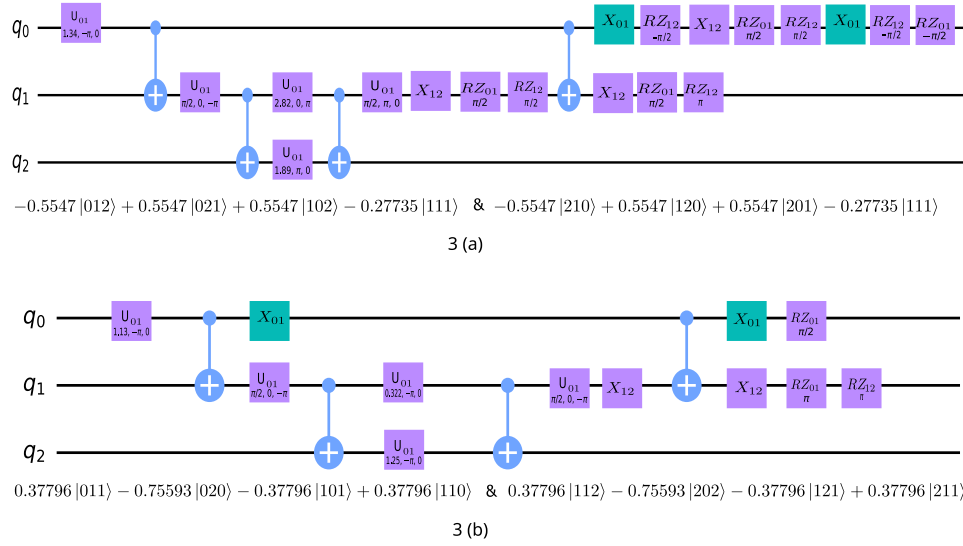 q₀ U₀₁ 1.34, -π, 0 X₀₁ RZ₁₂ -π/2 X₁₂ RZ₀₁ π/2 RZ₁₂ π/2 X₀₁ RZ₁₂ -π/2 RZ₀₁ -π/2
q₁ U₀₁ π/2, 0, -π U₀₁ 2.82, 0, π U₀₁ π/2, π, 0 X₁₂ RZ₀₁ π/2 RZ₁₂ π/2 X₁₂ RZ₀₁ π/2 RZ₁₂ π
q₂ U₀₁ 1.89, π, 0
−0.5547 |012⟩ + 0.5547 |021⟩ + 0.5547 |102⟩ − 0.27735 |111⟩ & −0.5547 |210⟩ + 0.5547 |120⟩ + 0.5547 |201⟩ − 0.27735 |111⟩
3 (a)
q₀ U₀₁ 1,13, -π, 0 X₀₁ X₀₁ RZ₀₁ π/2
q₁ U₀₁ π/2, 0, -π U₀₁ 0.322, -π, 0 U₀₁ π/2, 0, -π X₁₂ X₁₂ RZ₀₁ π RZ₁₂ π
q₂ U₀₁ 1.25, -π, 0
0.37796 |011⟩ − 0.75593 |020⟩ − 0.37796 |101⟩ + 0.37796 |110⟩ & 0.37796 |112⟩ − 0.75593 |202⟩ − 0.37796 |121⟩ + 0.37796 |211⟩
3 (b)